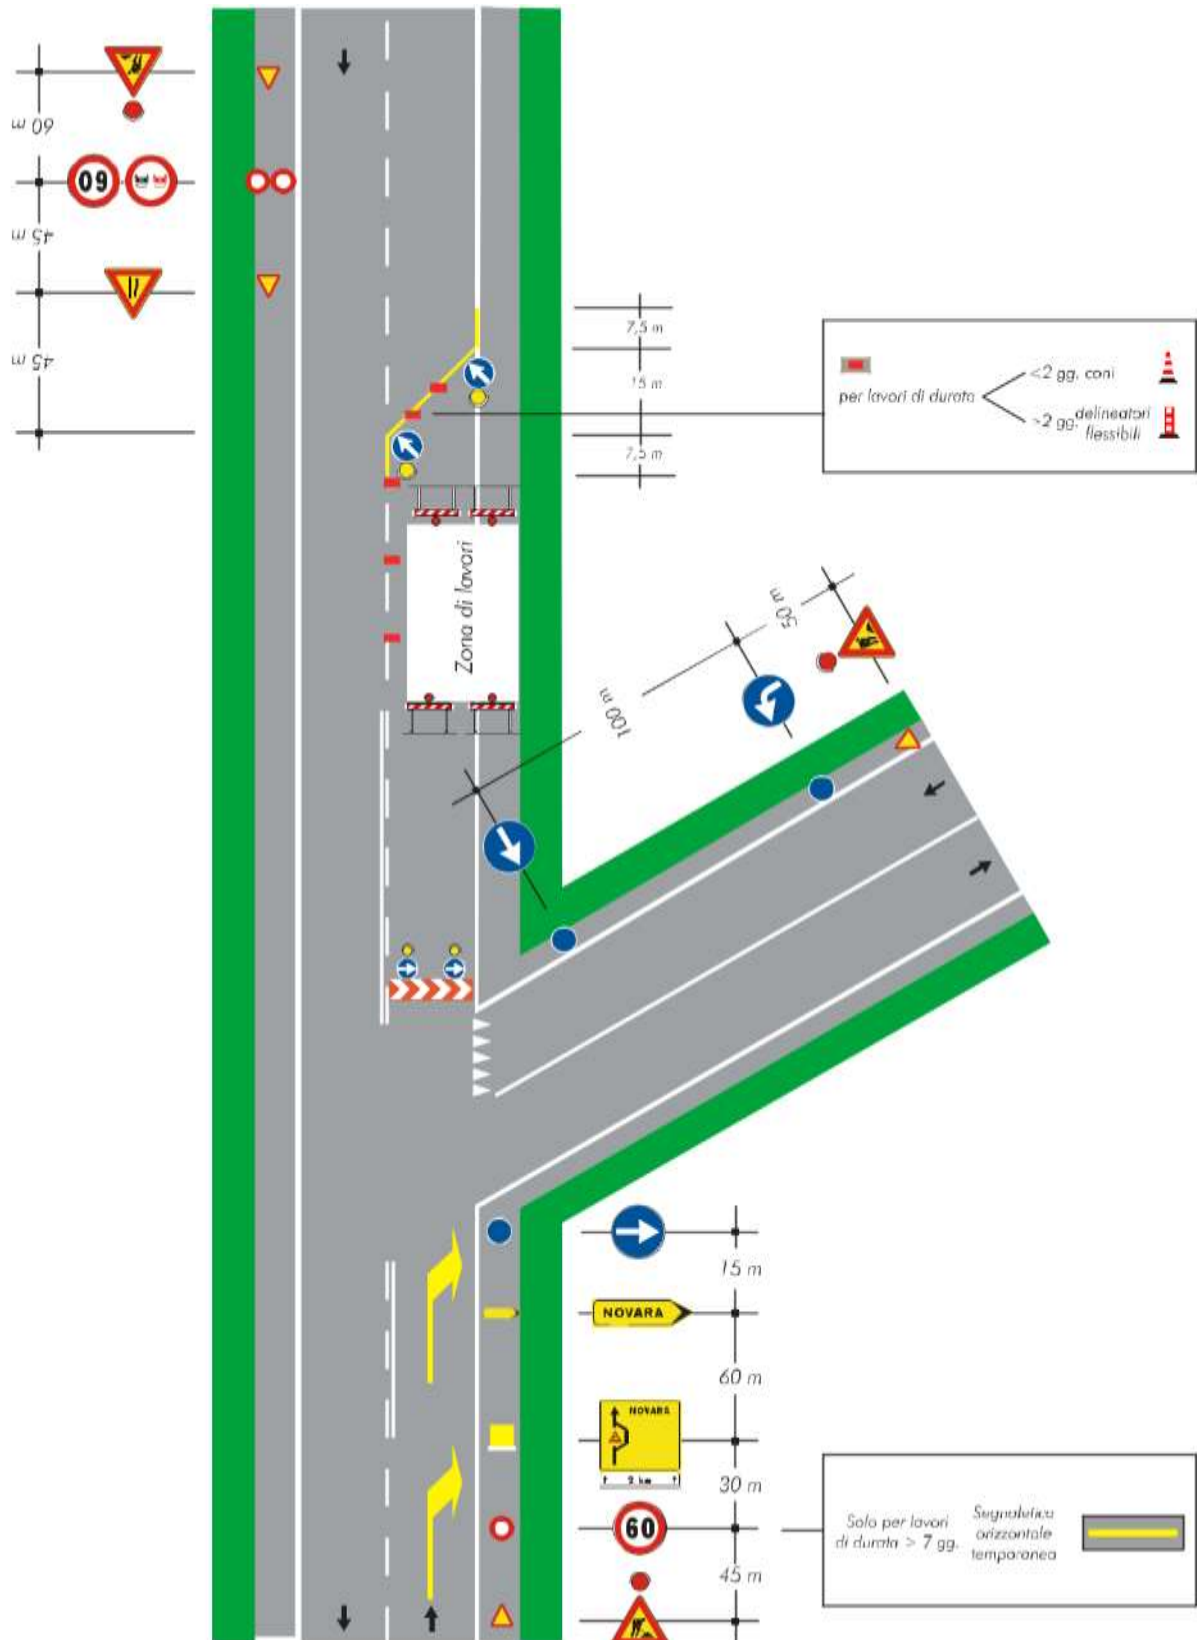 60 m
60
45 m
45 m
7,5 m
15 m
7,5 m
per lavori di durata
<2 gg. coni
>2 gg. delineatori
flessibili
Zona di lavori
50 m
100 m
15 m
NOVARA
60 m
NOVARA
2 km
30 m
60
45 m
Solo per lavori
di durata > 7 gg.
Segnaletica
orizzontale
temporanea